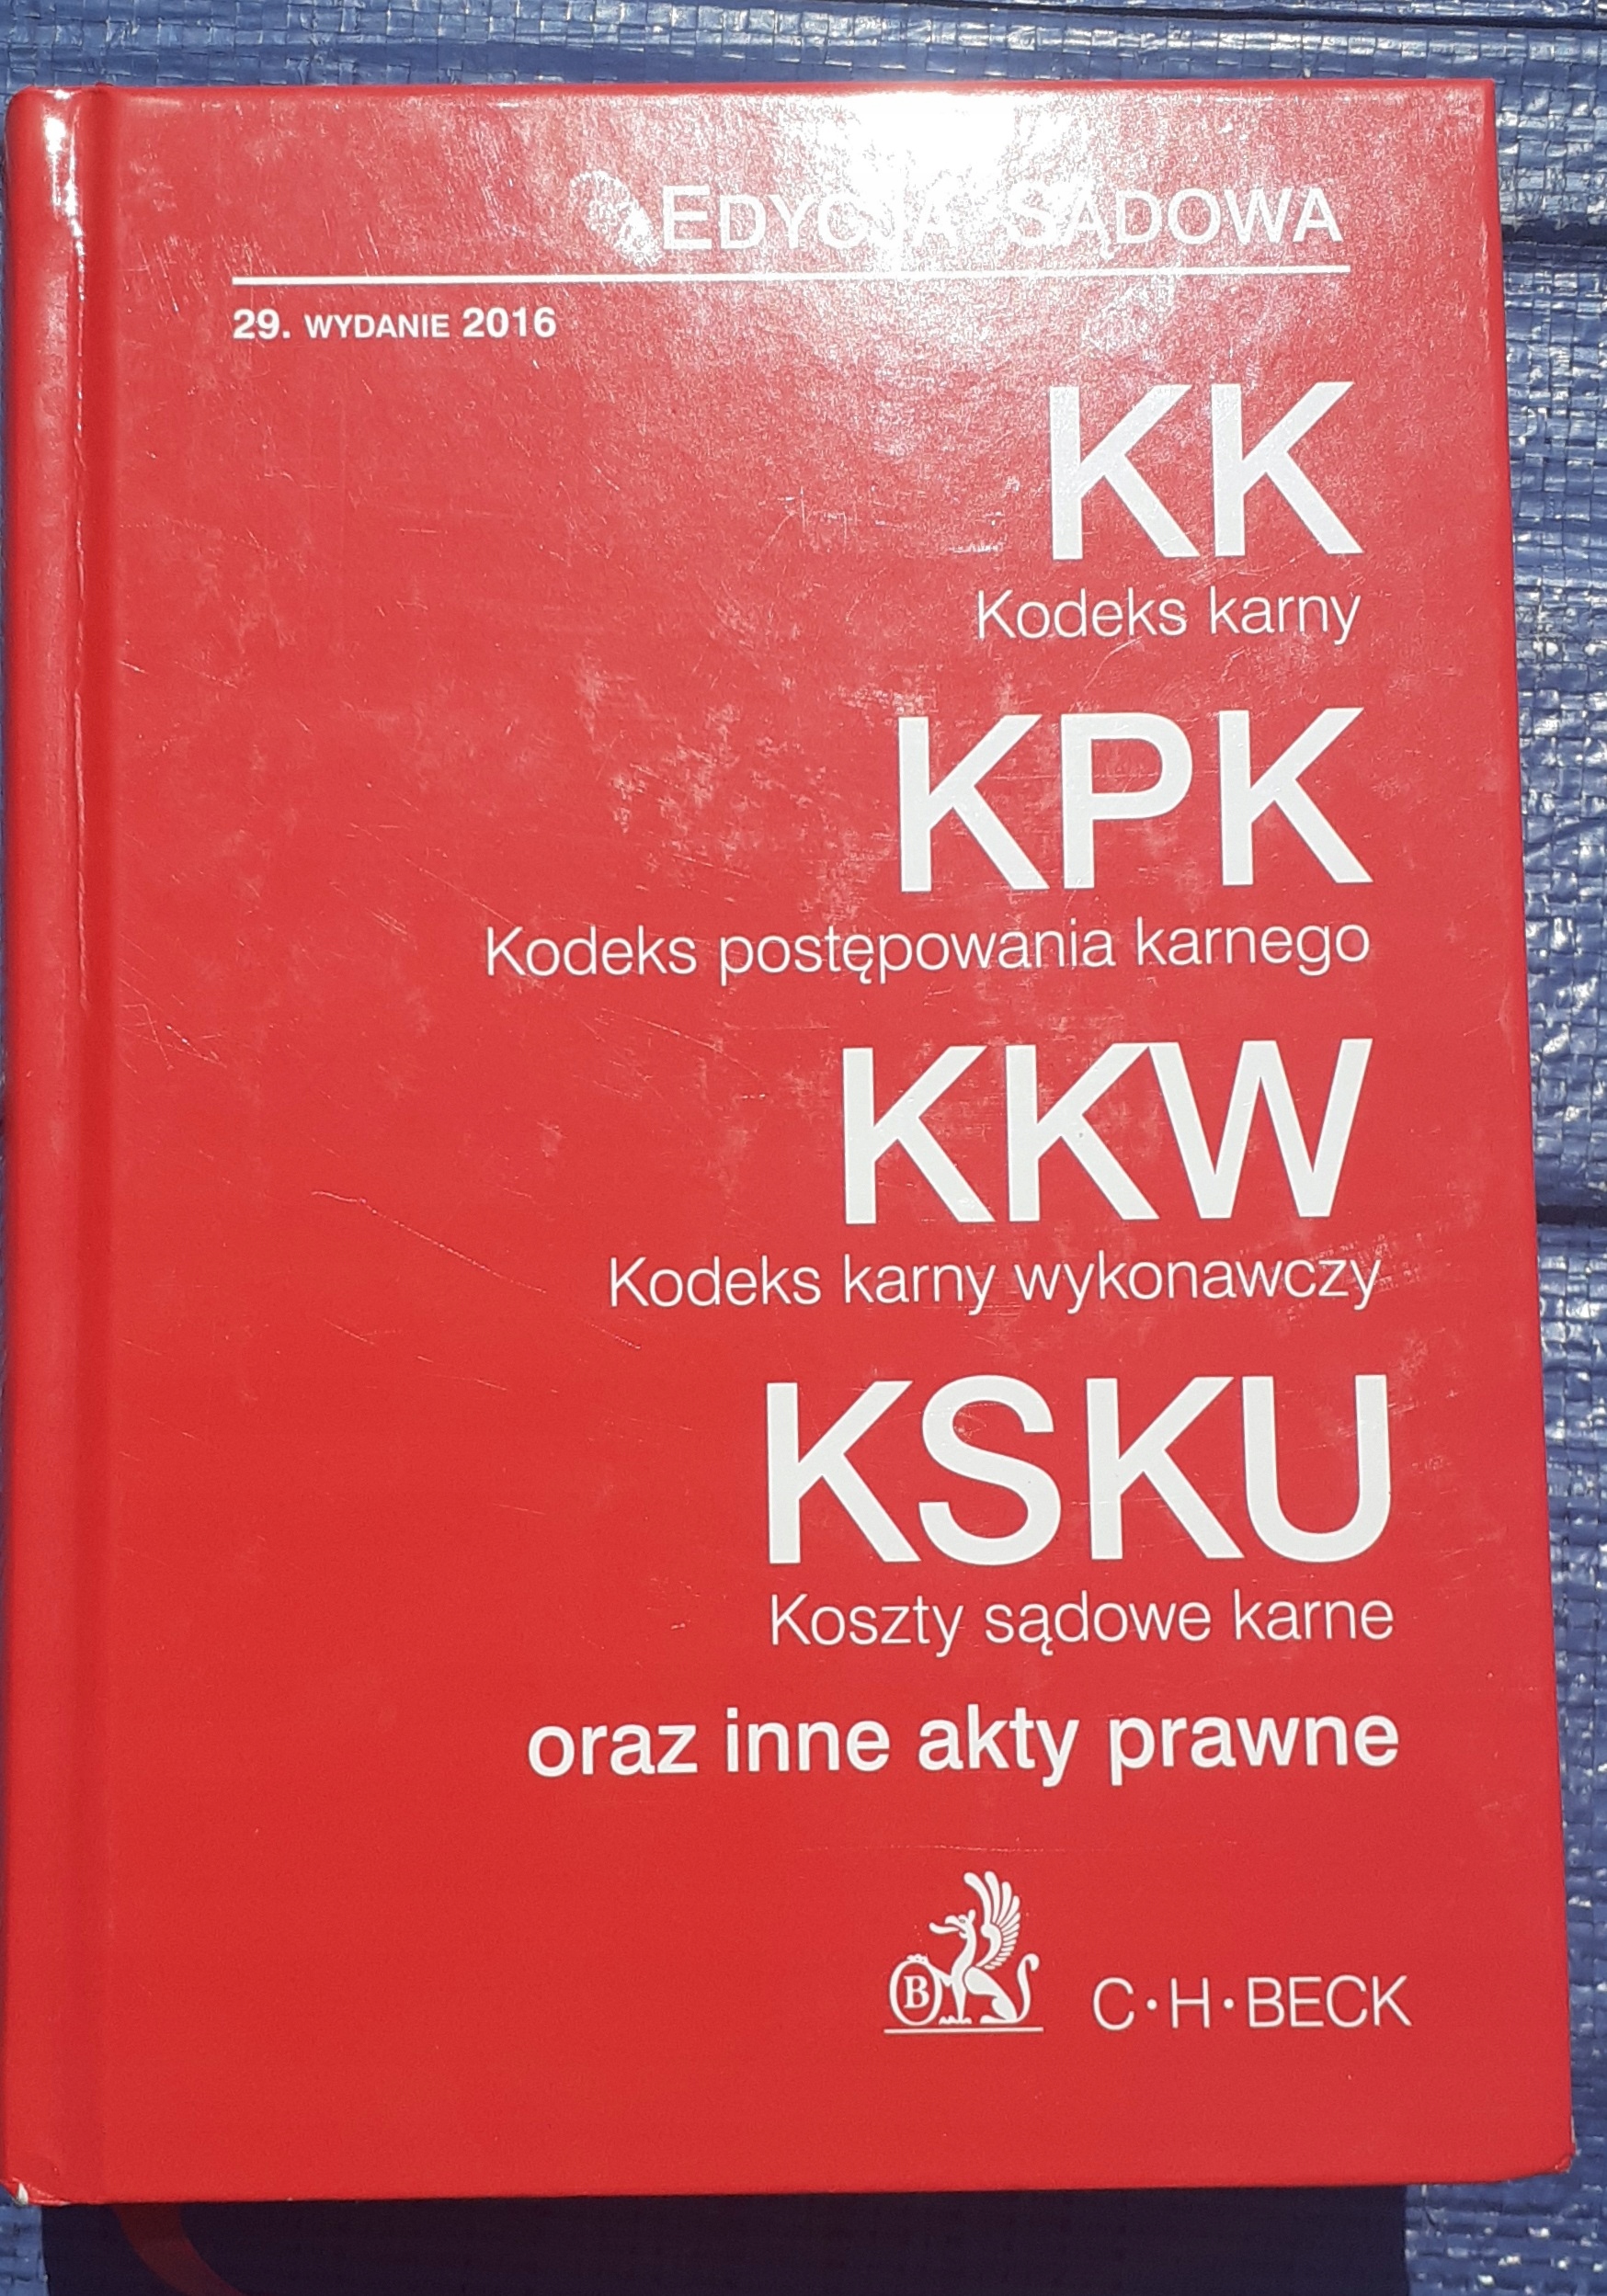 EDYCJA SĄDOWA
29. WYDANIE 2016
KK
Kodeks karny
KPK
Kodeks postępowania karnego
KKW
Kodeks karny wykonawczy
KSKU
Koszty sądowe karne
oraz inne akty prawne
B
C·H·BECK